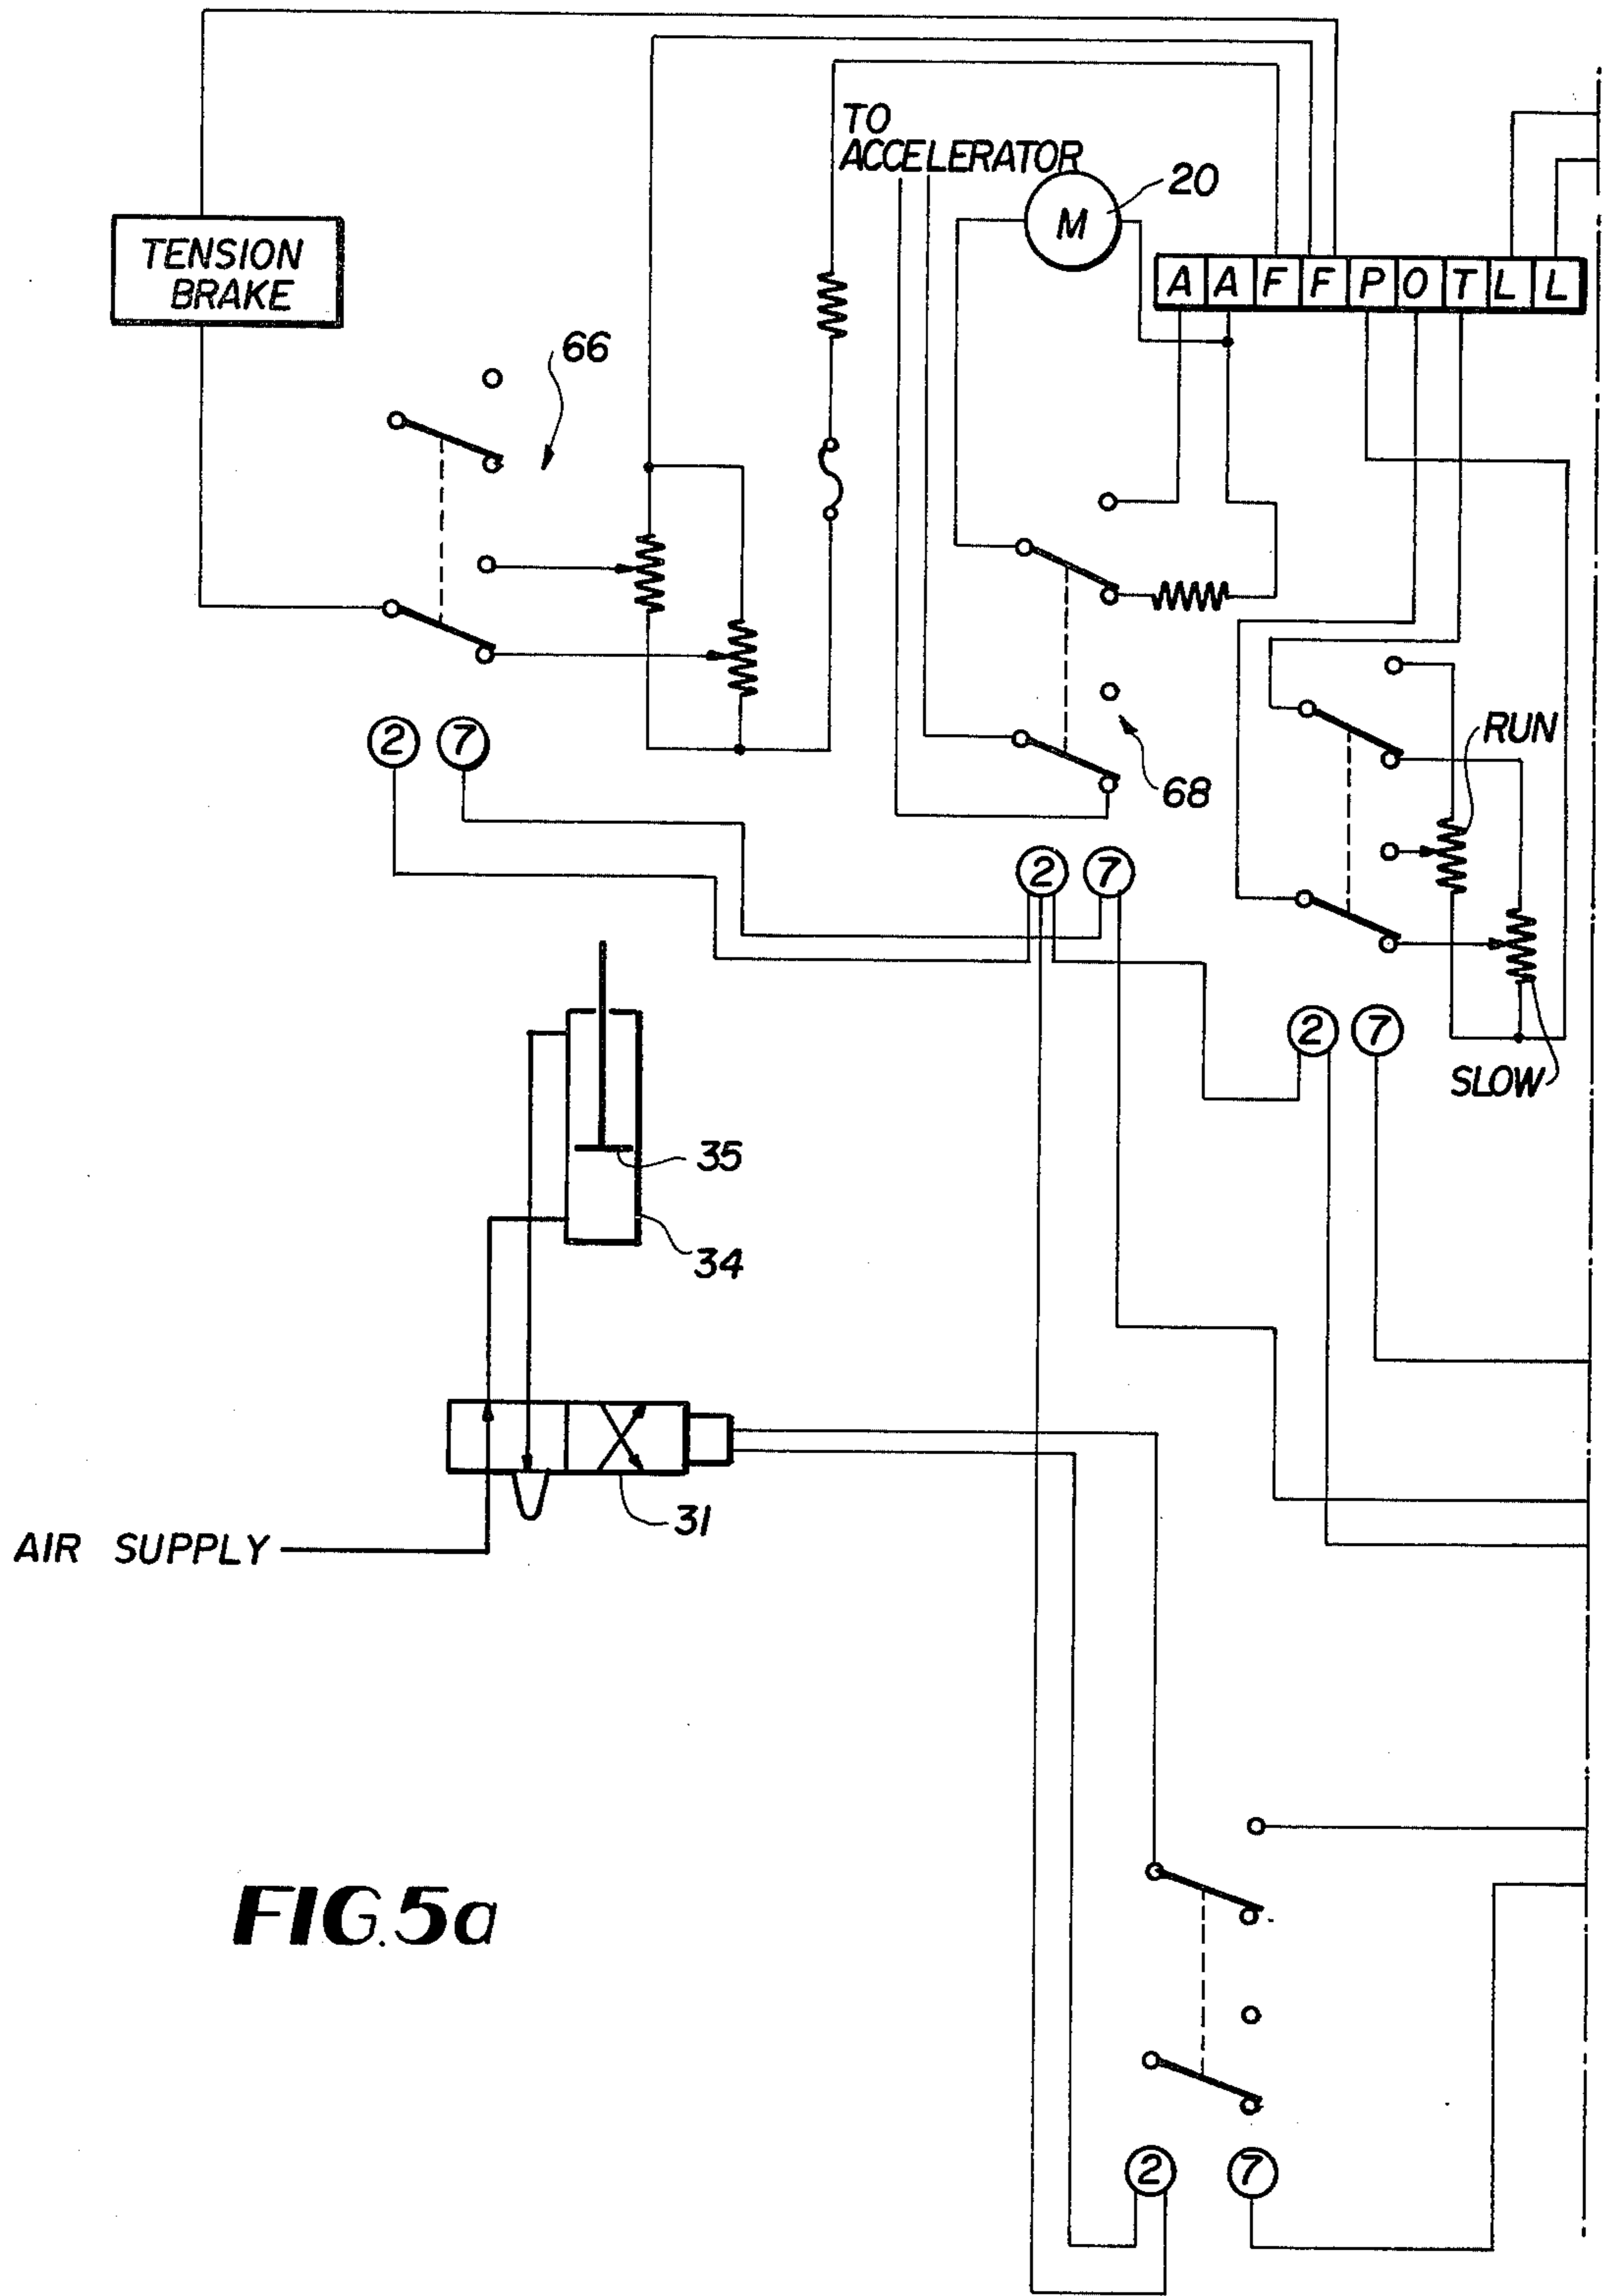 TO
ACCELERATOR
20
M
TENSION
BRAKE
A A F F P O T L L
66
RUN
2 7
68
2 7
2 7
SLOW
35
34
31
AIR SUPPLY
FIG. 5a
2 7